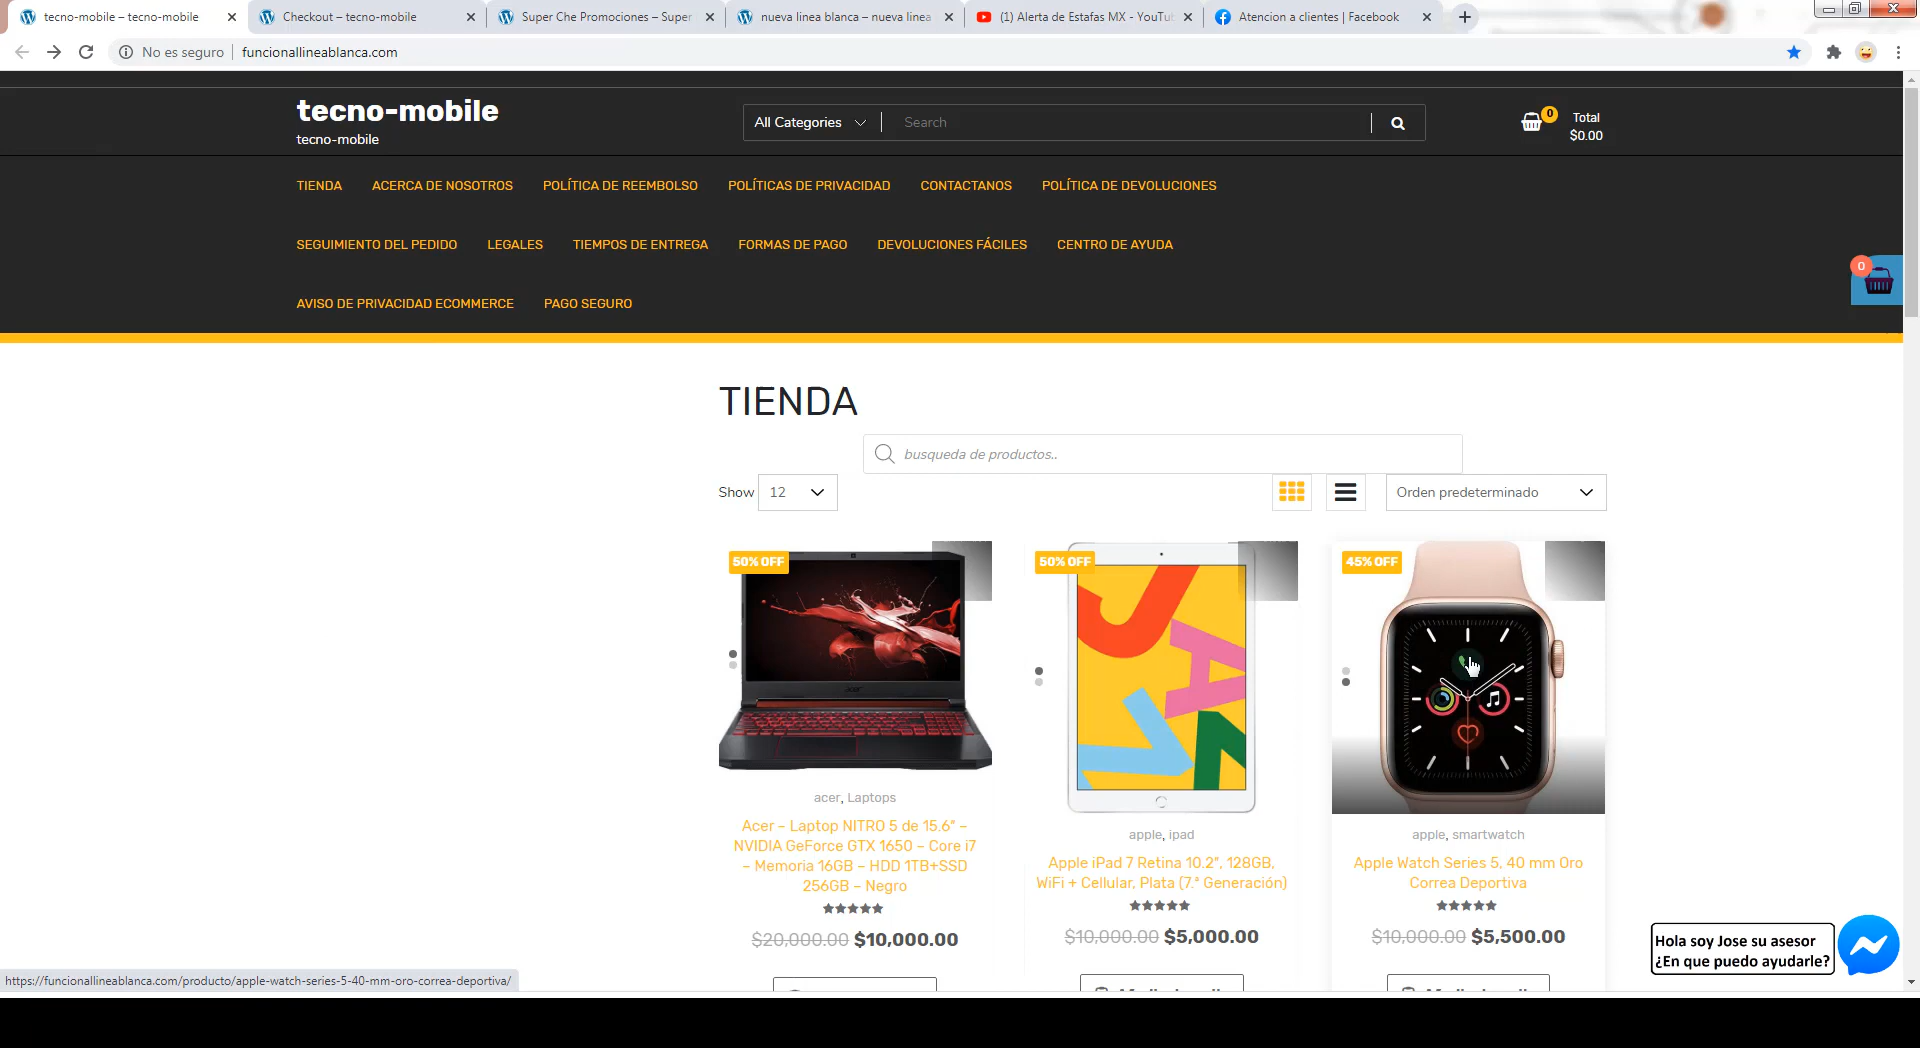 tecno-mobile – tecno-mobile
Checkout – tecno-mobile
Super Che Promociones – Super
nueva linea blanca – nueva linea
(1) Alerta de Estafas MX - YouTu
Atencion a clientes | Facebook
No es seguro
funcionallineablanca.com
tecno-mobile
tecno-mobile
All Categories
Search
0
Total
$0.00
TIENDA
ACERCA DE NOSOTROS
POLÍTICA DE REEMBOLSO
POLÍTICAS DE PRIVACIDAD
CONTACTANOS
POLÍTICA DE DEVOLUCIONES
SEGUIMIENTO DEL PEDIDO
LEGALES
TIEMPOS DE ENTREGA
FORMAS DE PAGO
DEVOLUCIONES FÁCILES
CENTRO DE AYUDA
0
AVISO DE PRIVACIDAD ECOMMERCE
PAGO SEGURO
TIENDA
busqueda de productos..
Show
12
Orden predeterminado
50% OFF
50% OFF
45% OFF
acer
acer, Laptops
Acer – Laptop NITRO 5 de 15.6" –
NVIDIA GeForce GTX 1650 – Core i7
– Memoria 16GB – HDD 1TB+SSD
256GB – Negro
$20,000.00 $10,000.00
apple, ipad
Apple iPad 7 Retina 10.2", 128GB,
WiFi + Cellular, Plata (7.ª Generación)
$10,000.00 $5,000.00
apple, smartwatch
Apple Watch Series 5, 40 mm Oro
Correa Deportiva
$10,000.00 $5,500.00
Hola soy Jose su asesor
¿En que puedo ayudarle?
https://funcionallineablanca.com/producto/apple-watch-series-5-40-mm-oro-correa-deportiva/